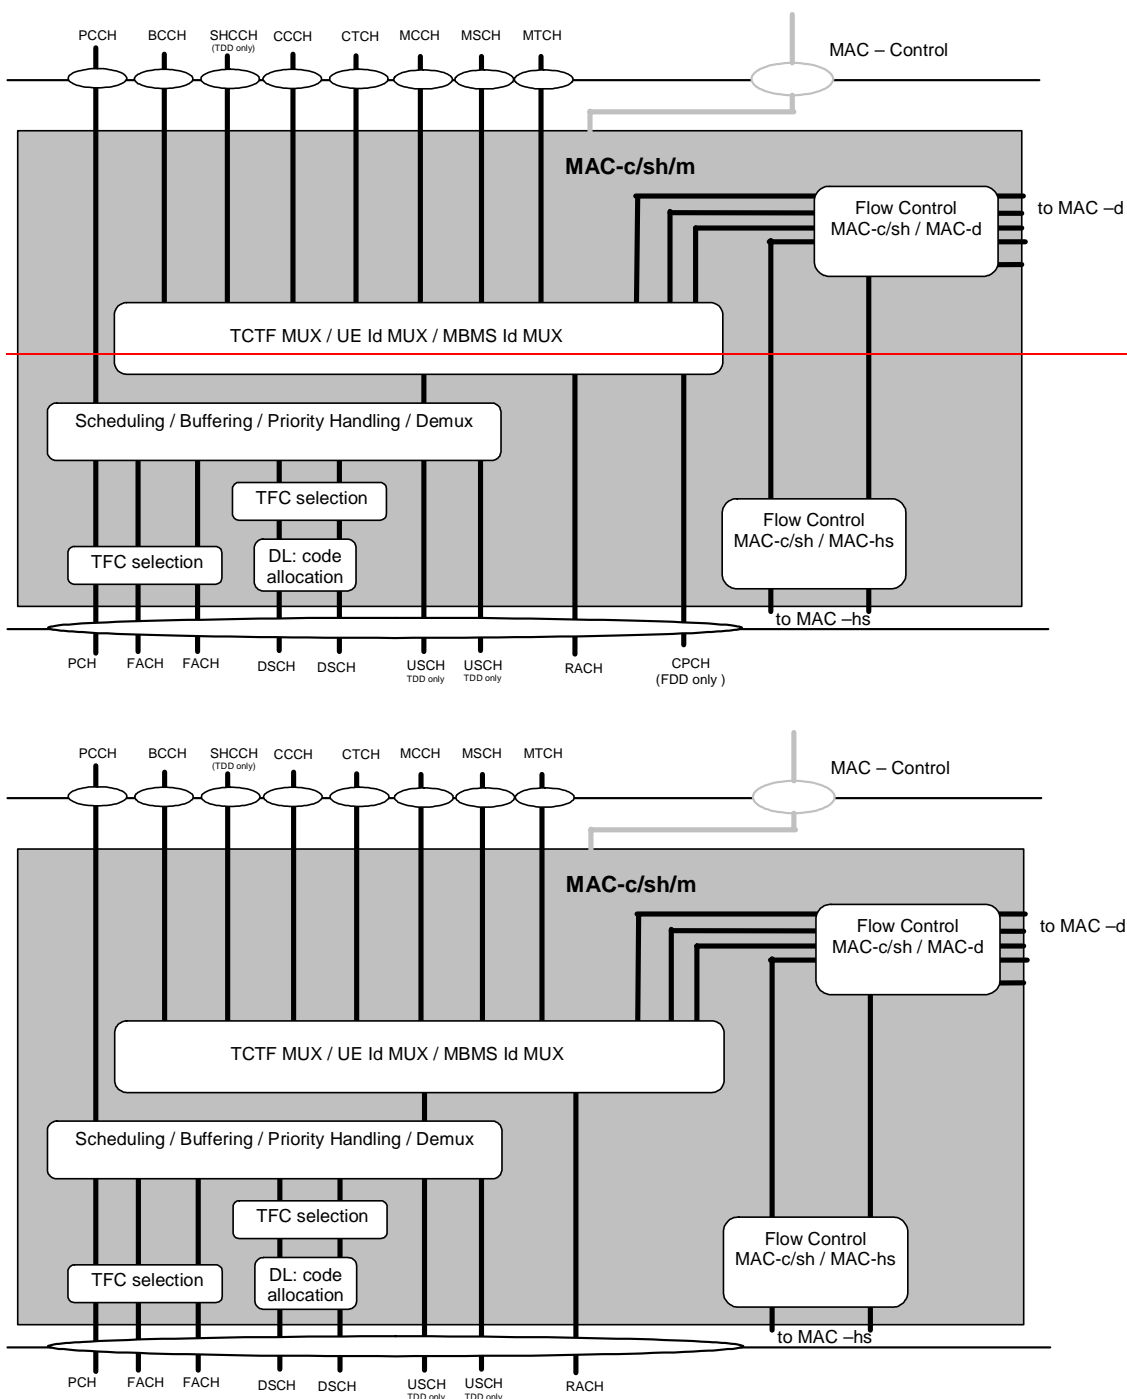 PCCH BCCH SHCCH CCCH CTCH MCCH MSCH MTCH
(TDD only)
MAC – Control
MAC-c/sh/m
Flow Control
MAC-c/sh / MAC-d
to MAC –d
TCTF MUX / UE Id MUX / MBMS Id MUX
Scheduling / Buffering / Priority Handling / Demux
TFC selection
Flow Control
MAC-c/sh / MAC-hs
TFC selection
DL: code
allocation
to MAC –hs
PCH FACH FACH DSCH DSCH USCH USCH RACH CPCH
TDD only TDD only (FDD only )
PCCH BCCH SHCCH CCCH CTCH MCCH MSCH MTCH
(TDD only)
MAC – Control
MAC-c/sh/m
Flow Control
MAC-c/sh / MAC-d
to MAC –d
TCTF MUX / UE Id MUX / MBMS Id MUX
Scheduling / Buffering / Priority Handling / Demux
TFC selection
Flow Control
MAC-c/sh / MAC-hs
TFC selection
DL: code
allocation
to MAC –hs
PCH FACH FACH DSCH DSCH USCH USCH RACH
TDD only TDD only